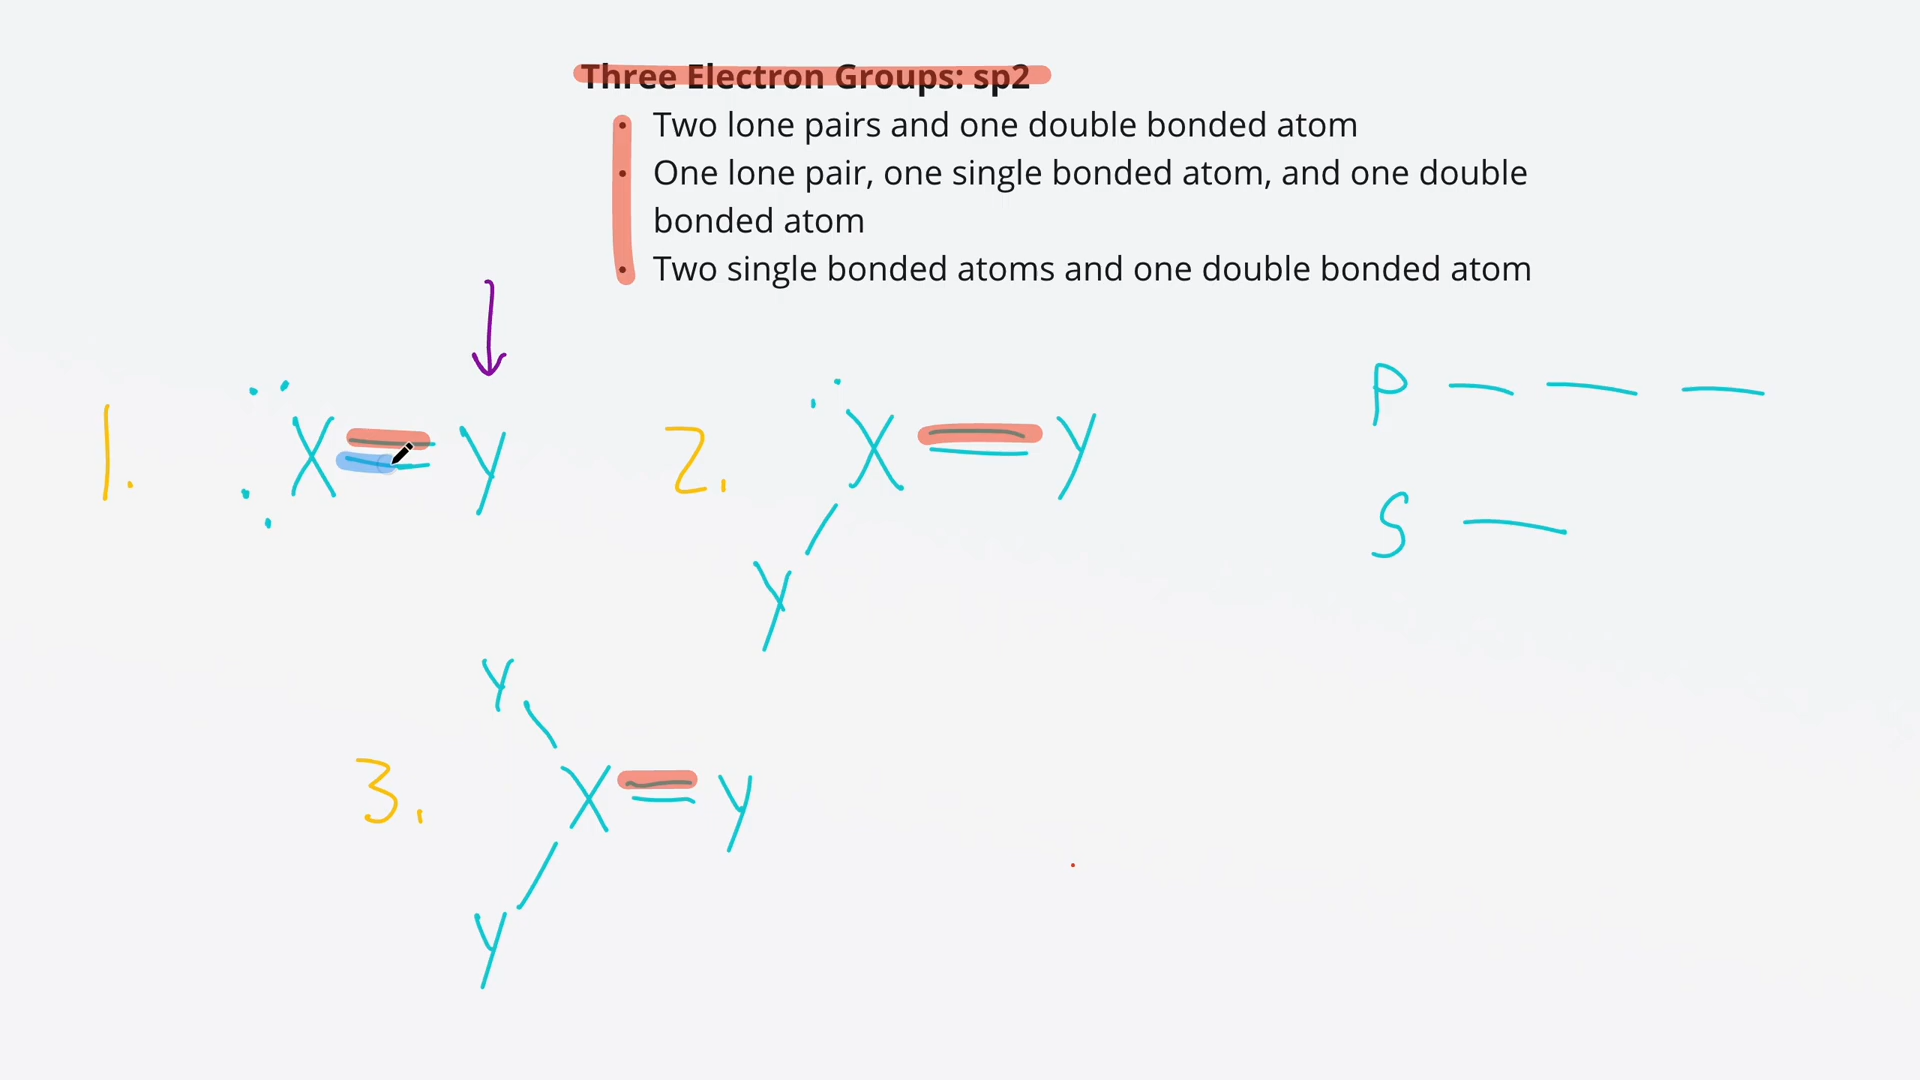 Three Electron Groups: sp2
• Two lone pairs and one double bonded atom
• One lone pair, one single bonded atom, and one double
bonded atom
• Two single bonded atoms and one double bonded atom
1. X = Y
2. X = Y
Y
P _ _ _
S _
Y
3. X = Y
Y